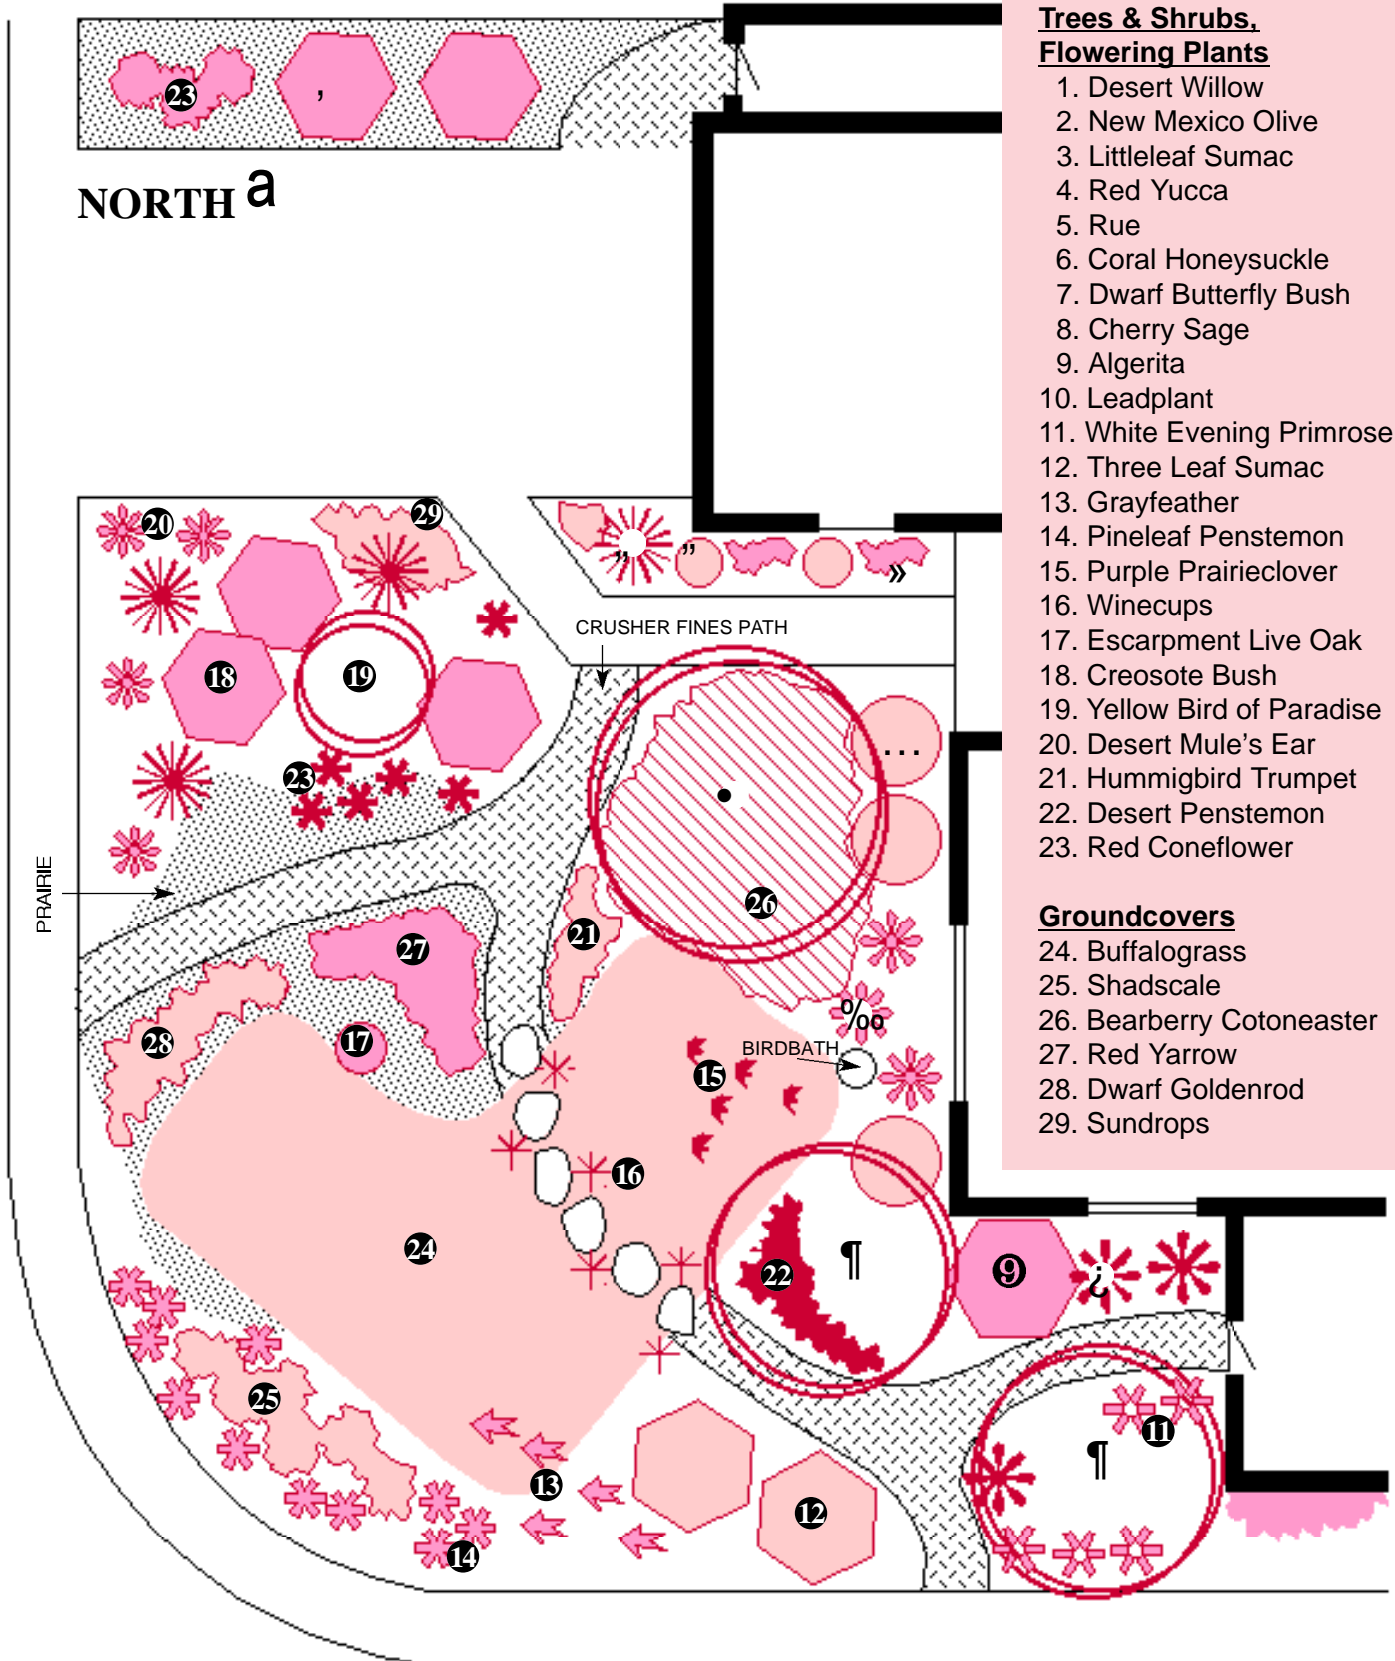 Trees & Shrubs,
Flowering Plants
1. Desert Willow
2. New Mexico Olive
3. Littleleaf Sumac
4. Red Yucca
5. Rue
6. Coral Honeysuckle
7. Dwarf Butterfly Bush
8. Cherry Sage
9. Algerita
10. Leadplant
11. White Evening Primrose
12. Three Leaf Sumac
13. Grayfeather
14. Pineleaf Penstemon
15. Purple Prairieclover
16. Winecups
17. Escarpment Live Oak
18. Creosote Bush
19. Yellow Bird of Paradise
20. Desert Mule's Ear
21. Hummigbird Trumpet
22. Desert Penstemon
23. Red Coneflower
Groundcovers
24. Buffalograss
25. Shadscale
26. Bearberry Cotoneaster
27. Red Yarrow
28. Dwarf Goldenrod
29. Sundrops
23
,
NORTH a
20
29
„
”
»
CRUSHER FINES PATH
18
19
23
…
•
PRAIRIE
26
21
27
‰
28
17
BIRDBATH
15
16
24
22
¶
9
¿
25
11
¶
13
12
14